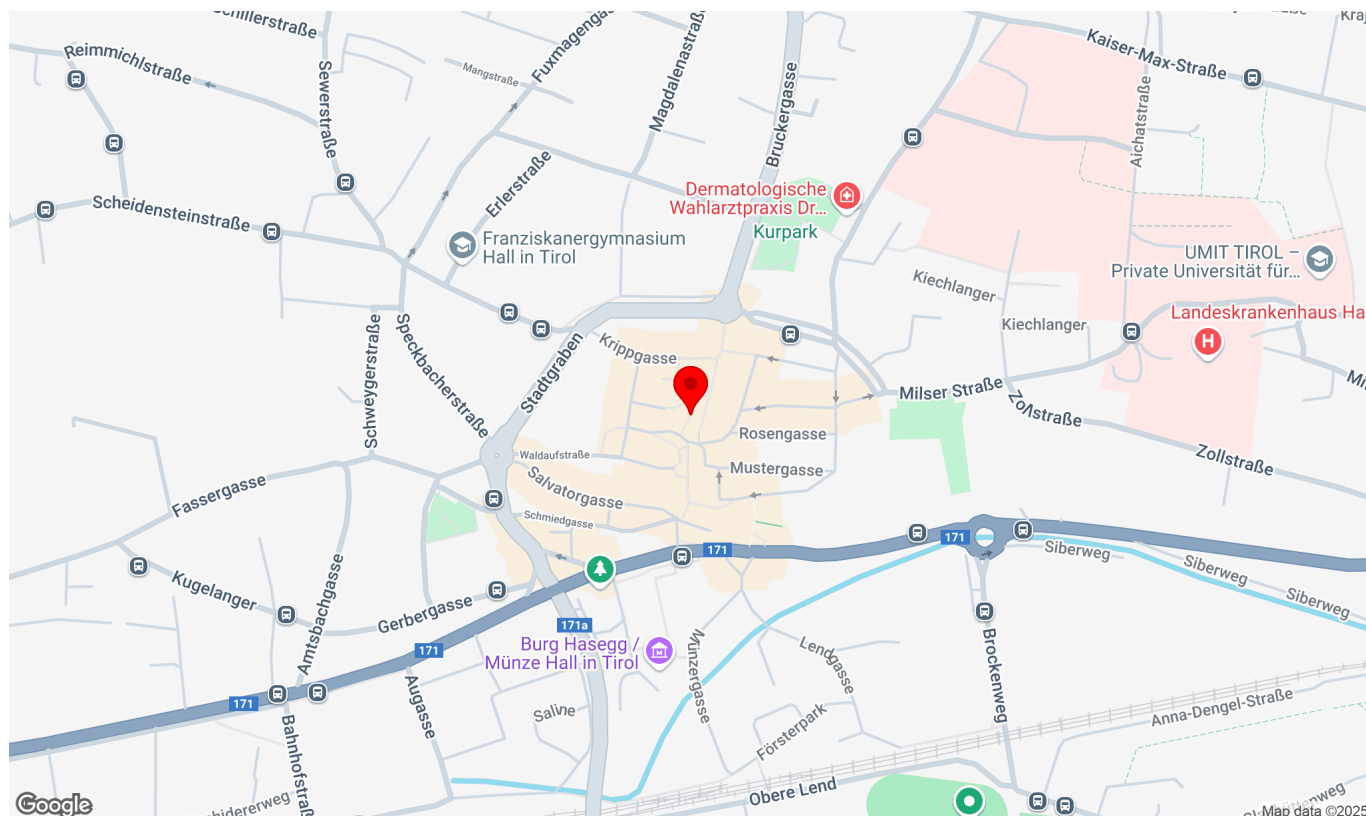 Schillerstraße
Reimmichlstraße
Sewerstraße
Mangstraße
Fuxmagengasse
Magdalenastraße
Bruckergasse
Kaiser-Max-Straße
Aichatstraße
Scheidensteinstraße
Erlerstraße
Franziskanergymnasium
Hall in Tirol
Dermatologische
Wahlarztpraxis Dr...
Kurpark
UMIT TIROL –
Private Universität für...
Kiechlanger
Kiechlanger
Landeskrankenhaus Ha
H
Schweygerstraße
Speckbacherstraße
Stadtgraben
Krippgasse
Milser Straße
Zollstraße
Zollstraße
Rosengasse
Mustergasse
Waldaufstraße
Salvatorgasse
Schmiedgasse
Fassergasse
171
171
Siberweg
Siberweg
Siberweg
Kugelanger
Amtsbachgasse
Gerbergasse
171a
171
171
Burg Hasegg /
Münze Hall in Tirol
Münzergasse
Lendgasse
Brockenweg
Augasse
Saline
Försterpark
Anna-Dengel-Straße
Bahnhofstraß
Obere Lend
Google
Map data ©2025